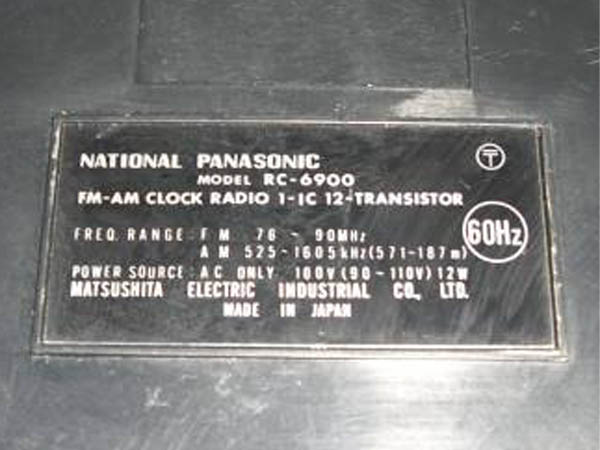 NATIONAL PANASONIC
MODEL RC-6900
FM-AM CLOCK RADIO 1-IC 12-TRANSISTOR
FREQ. RANGE: FM 76 ~ 90MHz
AM 525~1605kHz(571-187m)
POWER SOURCE: AC ONLY 100V(90~110V)12W
MATSUSHITA ELECTRIC INDUSTRIAL CO., LTD.
MADE IN JAPAN
〒
60Hz